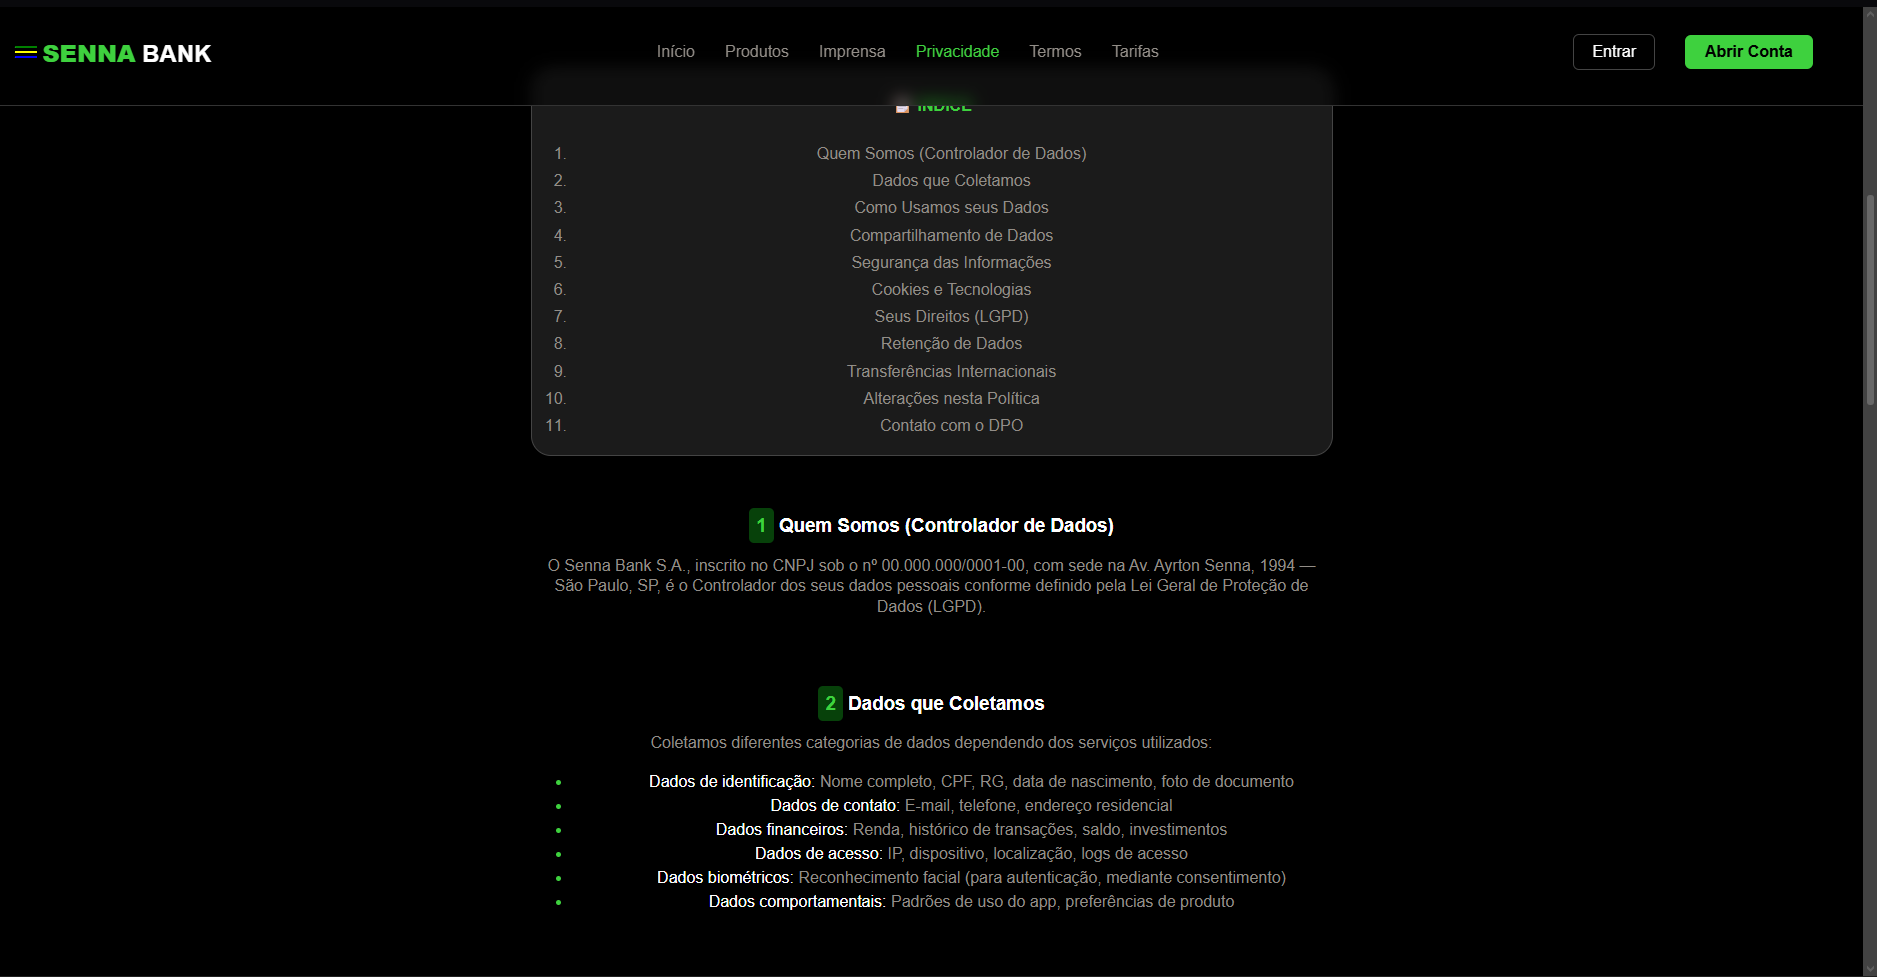 SENNA BANK
Início Produtos Imprensa Privacidade Termos Tarifas
Entrar Abrir Conta
ÍNDICE
1. Quem Somos (Controlador de Dados)
2. Dados que Coletamos
3. Como Usamos seus Dados
4. Compartilhamento de Dados
5. Segurança das Informações
6. Cookies e Tecnologias
7. Seus Direitos (LGPD)
8. Retenção de Dados
9. Transferências Internacionais
10. Alterações nesta Política
11. Contato com o DPO
1 Quem Somos (Controlador de Dados)
O Senna Bank S.A., inscrito no CNPJ sob o nº 00.000.000/0001-00, com sede na Av. Ayrton Senna, 1994 —
São Paulo, SP, é o Controlador dos seus dados pessoais conforme definido pela Lei Geral de Proteção de
Dados (LGPD).
2 Dados que Coletamos
Coletamos diferentes categorias de dados dependendo dos serviços utilizados:
• Dados de identificação: Nome completo, CPF, RG, data de nascimento, foto de documento
• Dados de contato: E-mail, telefone, endereço residencial
• Dados financeiros: Renda, histórico de transações, saldo, investimentos
• Dados de acesso: IP, dispositivo, localização, logs de acesso
• Dados biométricos: Reconhecimento facial (para autenticação, mediante consentimento)
• Dados comportamentais: Padrões de uso do app, preferências de produto